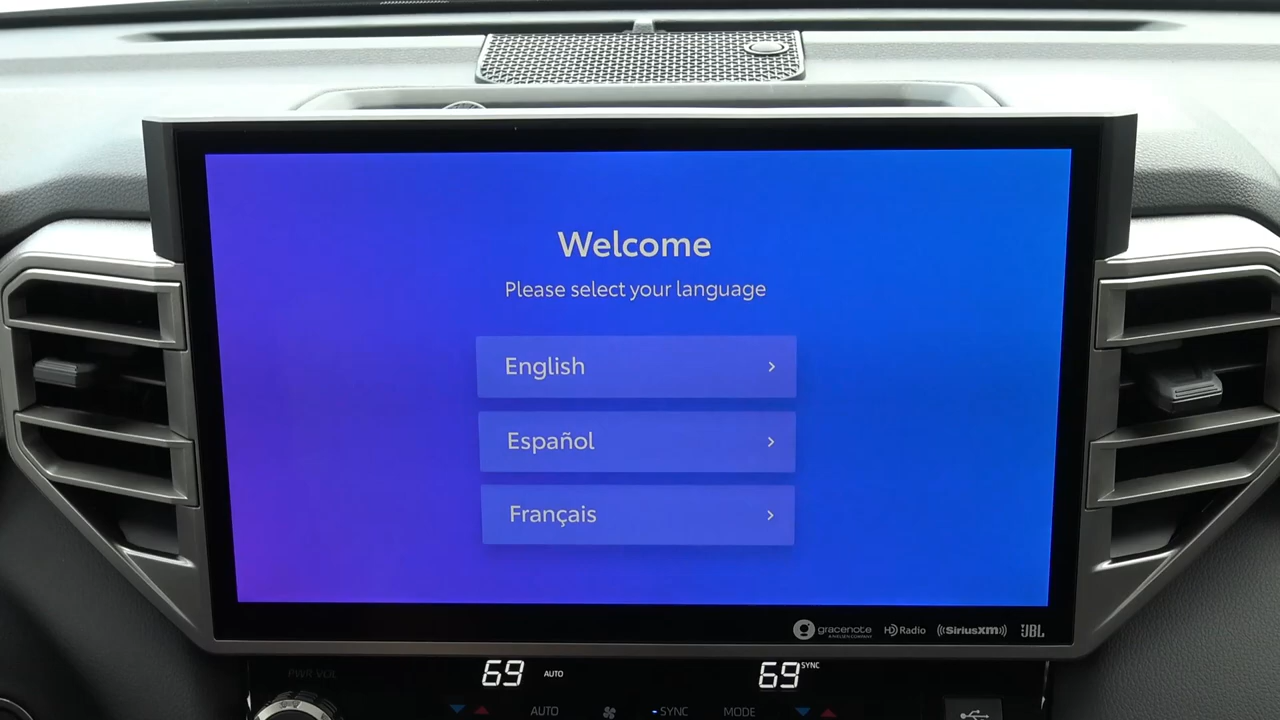 Welcome
Please select your language
English
Español
Français
gracenote
A NIELSEN COMPANY
HD Radio
SiriusXM
JBL
PWR VOL
69 AUTO
69 SYNC
AUTO
SYNC
MODE